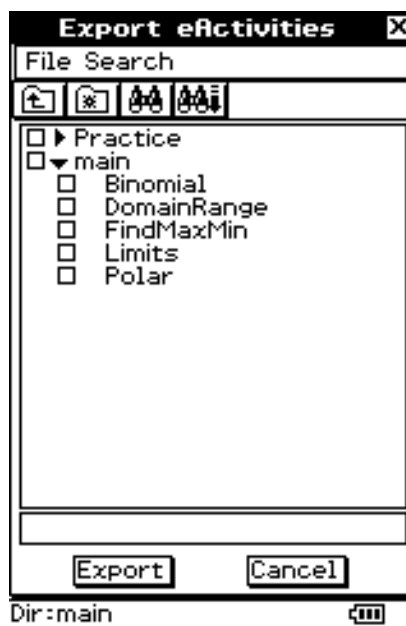 Export eActivities
File Search
Practice
main
Binomial
DomainRange
FindMaxMin
Limits
Polar
Export Cancel
Dir:main